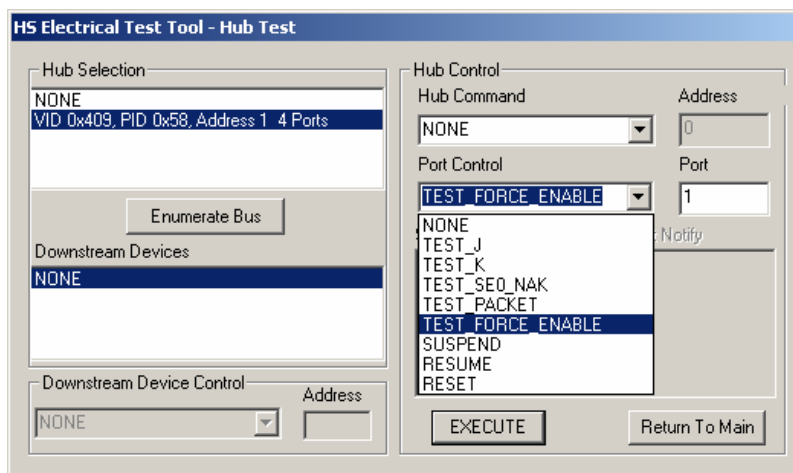 HS Electrical Test Tool - Hub Test
Hub Selection
NONE
VID 0x409, PID 0x58, Address 1 4 Ports
Enumerate Bus
Downstream Devices
NONE
Downstream Device Control
Address
NONE
Hub Control
Hub Command
Address
NONE
0
Port Control
Port
TEST_FORCE_ENABLE
1
Notify
NONE
TEST_J
TEST_K
TEST_SE0_NAK
TEST_PACKET
TEST_FORCE_ENABLE
SUSPEND
RESUME
RESET
EXECUTE
Return To Main